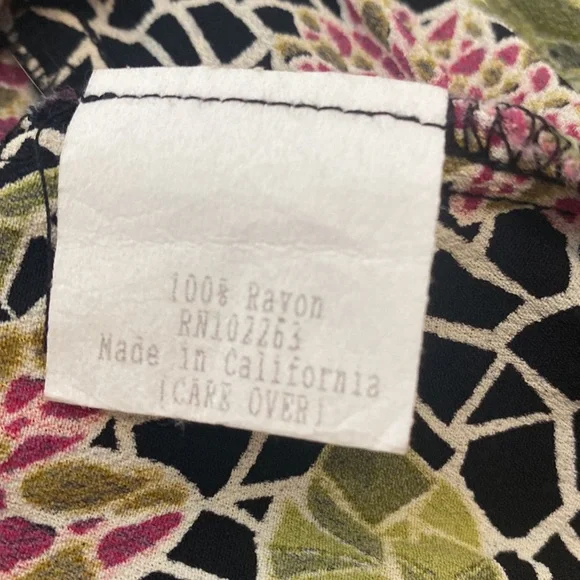 100% Rayon
RN102263
Made in California
[CARE OVER]